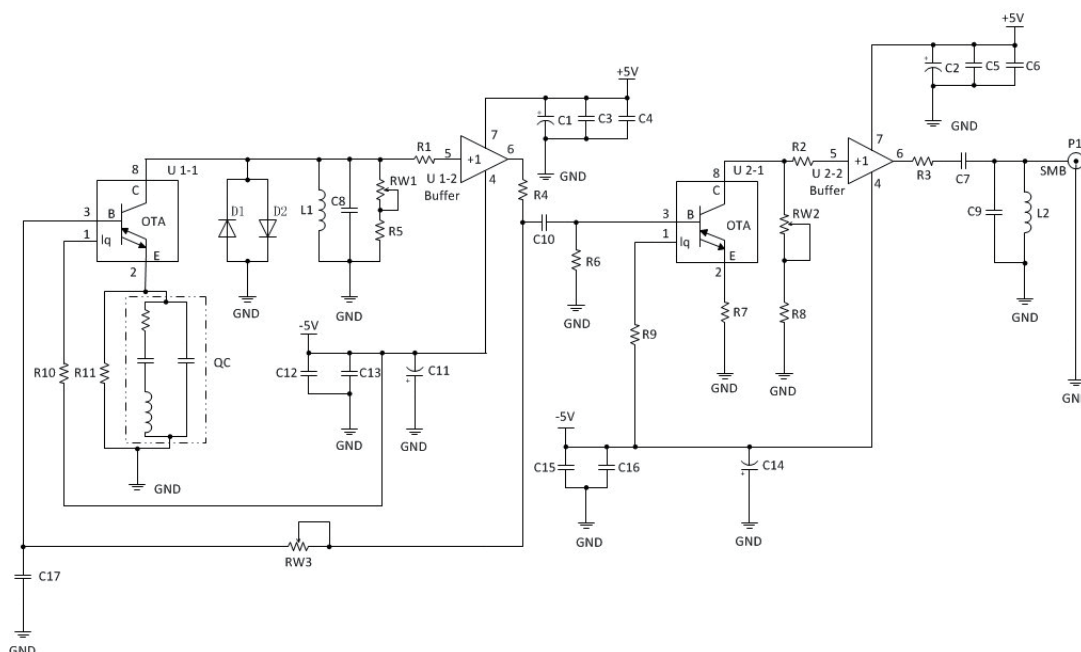 +5V
C2
C5
C6
GND
+5V
C1
C3
C4
GND
7
R1
5
+1
6
U 1-2
Buffer
4
R4
8
U 1-1
C
3
B
OTA
1
Iq
E
2
D1
D2
GND
L1
C8
RW1
R5
GND
7
R2
5
+1
6
U 2-2
Buffer
4
R3
C7
P1
SMB
C9
L2
GND
GND
8
U 2-1
C
3
B
OTA
1
Iq
E
2
C10
R6
GND
RW2
R9
R7
R8
GND
GND
-5V
C12
C13
C11
GND
GND
R10
R11
QC
GND
-5V
C15
C16
C14
GND
GND
RW3
C17
GND